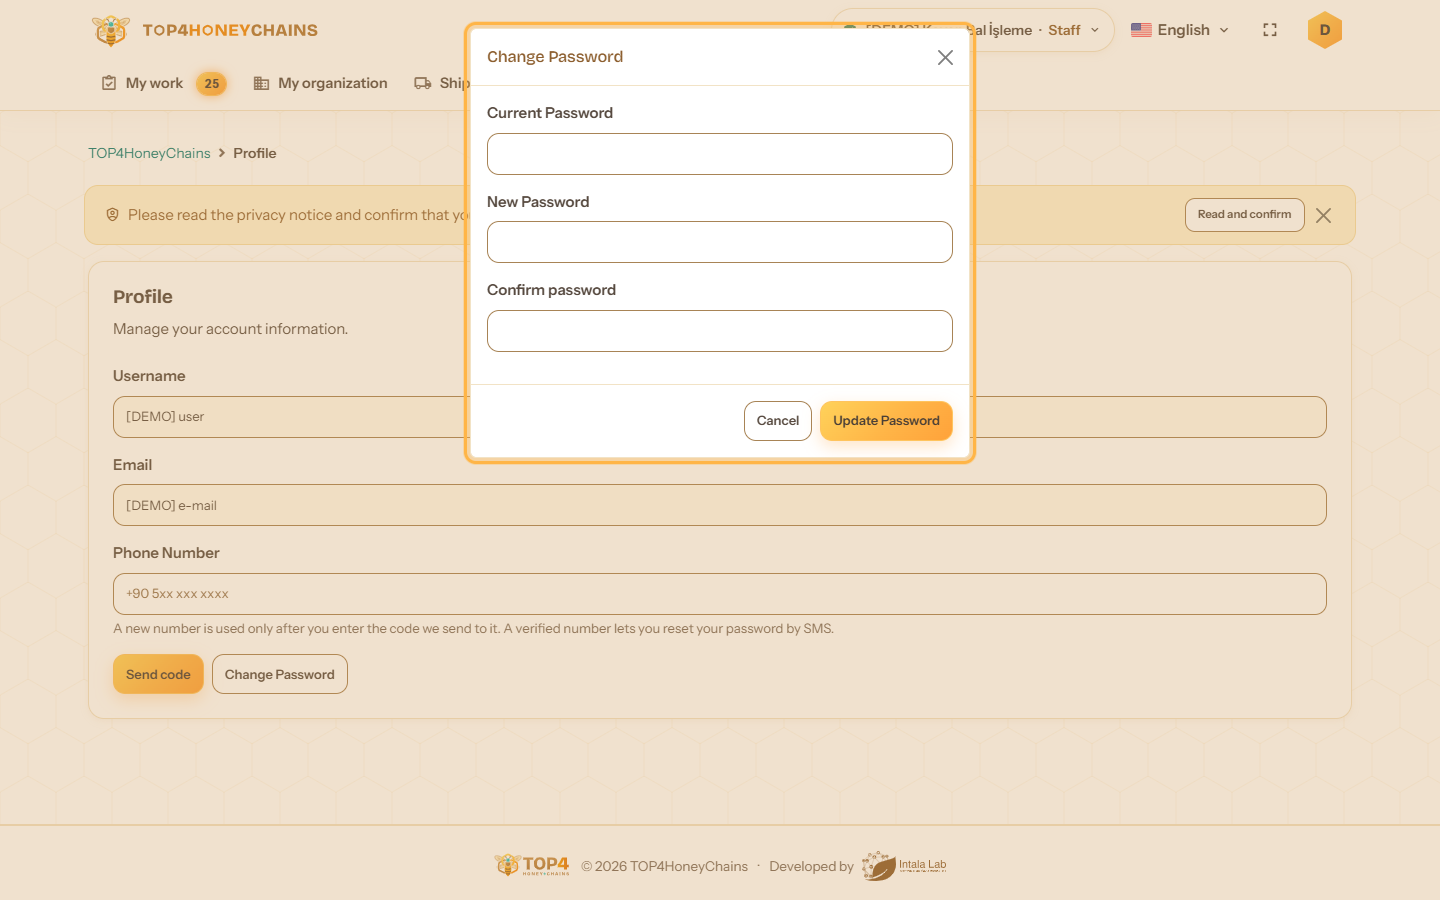 TOP4HONEYCHAINS
al İşleme · Staff
English
D
My work 25
My organization
Ship
Change Password
Current Password
New Password
Confirm password
Cancel
Update Password
TOP4HoneyChains > Profile
Please read the privacy notice and confirm that yo
Read and confirm
Profile
Manage your account information.
Username
[DEMO] user
Email
[DEMO] e-mail
Phone Number
+90 5xx xxx xxxx
A new number is used only after you enter the code we send to it. A verified number lets you reset your password by SMS.
Send code
Change Password
TOP4 HONEYCHAINS © 2026 TOP4HoneyChains · Developed by Intala Lab